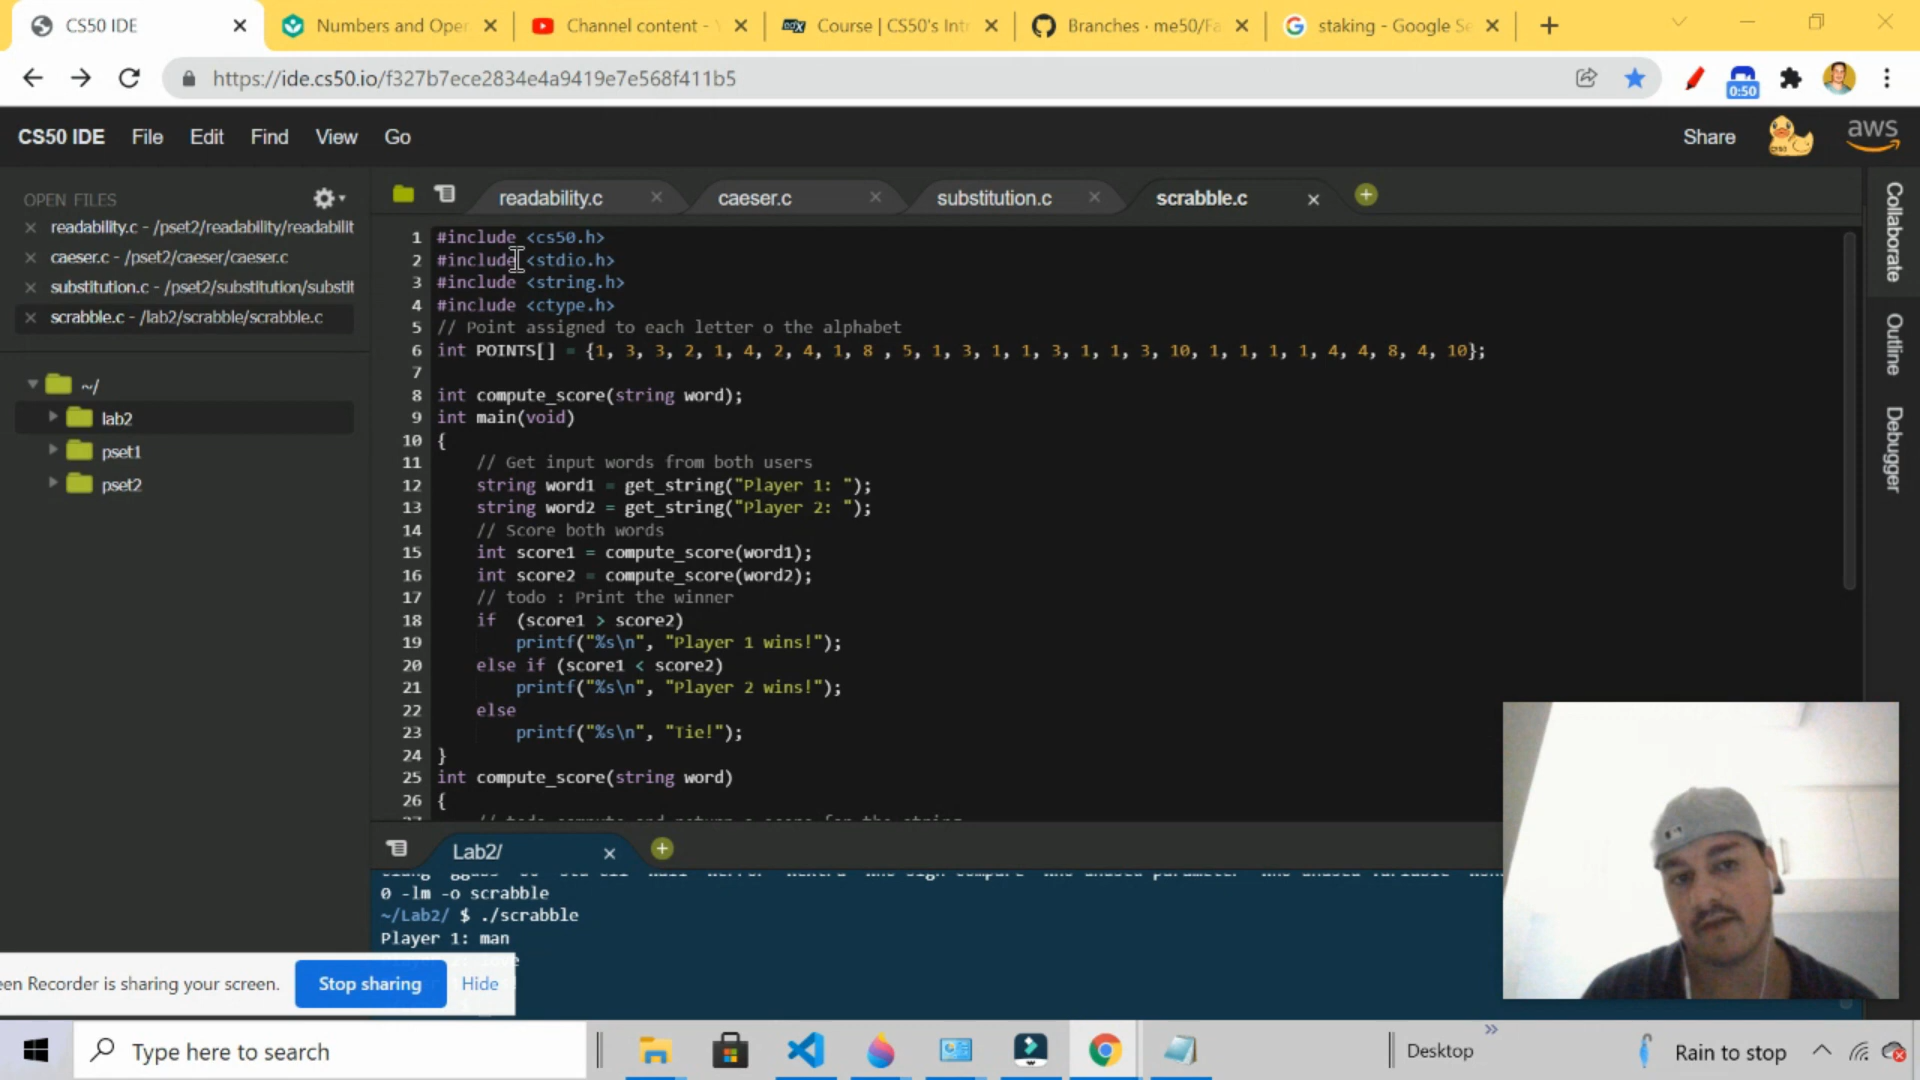 CS50 IDE
Numbers and Oper
Channel content -
Course | CS50's Intr
Branches · me50/Fa
staking - Google Se
https://ide.cs50.io/f327b7ece2834e4a9419e7e568f411b5
0:50
CS50 IDE File Edit Find View Go
Share
aws
OPEN FILES
readability.c - /pset2/readability/readabilit
caeser.c - /pset2/caeser/caeser.c
substitution.c - /pset2/substitution/substit
scrabble.c - /lab2/scrabble/scrabble.c
~/
lab2
pset1
pset2
readability.c
caeser.c
substitution.c
scrabble.c
1 #include <cs50.h>
2 #include <stdio.h>
3 #include <string.h>
4 #include <ctype.h>
5 // Point assigned to each letter o the alphabet
6 int POINTS[] = {1, 3, 3, 2, 1, 4, 2, 4, 1, 8 , 5, 1, 3, 1, 1, 3, 1, 1, 3, 10, 1, 1, 1, 1, 4, 4, 8, 4, 10};
7
8 int compute_score(string word);
9 int main(void)
10 {
11 // Get input words from both users
12 string word1 = get_string("Player 1: ");
13 string word2 = get_string("Player 2: ");
14 // Score both words
15 int score1 = compute_score(word1);
16 int score2 = compute_score(word2);
17 // todo : Print the winner
18 if (score1 > score2)
19 printf("%s\n", "Player 1 wins!");
20 else if (score1 < score2)
21 printf("%s\n", "Player 2 wins!");
22 else
23 printf("%s\n", "Tie!");
24 }
25 int compute_score(string word)
26 {
Collaborate
Outline
Debugger
Lab2/
0 -lm -o scrabble
~/Lab2/ $ ./scrabble
Player 1: man
een Recorder is sharing your screen.
Stop sharing
Hide
Type here to search
Desktop
Rain to stop